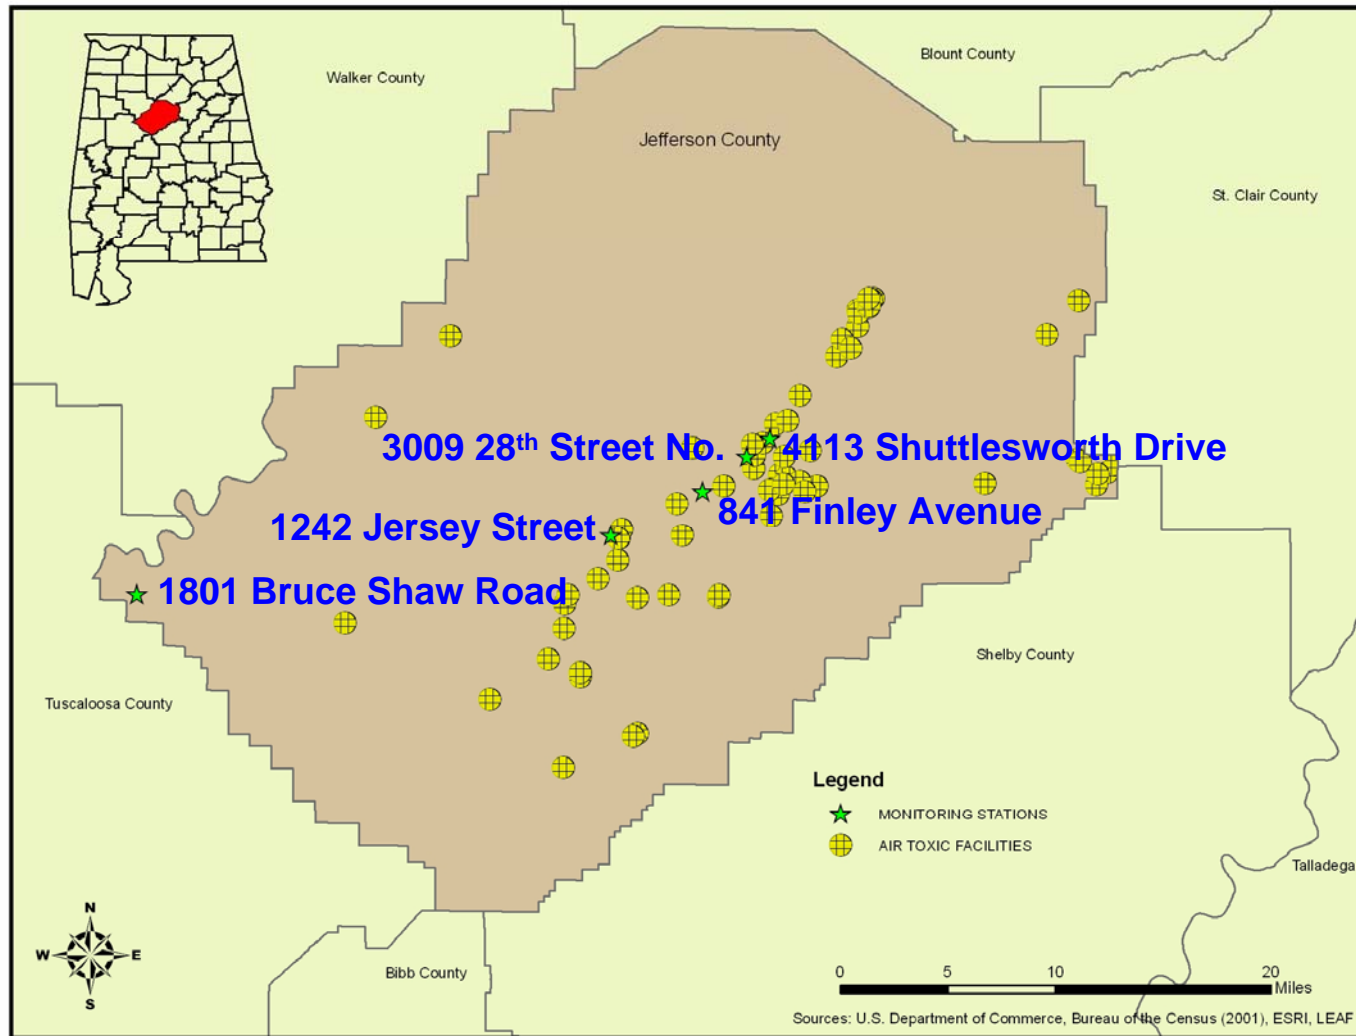 Walker County
Blount County
Jefferson County
St. Clair County
3009 28th Street No.
4113 Shuttlesworth Drive
841 Finley Avenue
1242 Jersey Street
1801 Bruce Shaw Road
Shelby County
Tuscaloosa County
Legend
MONITORING STATIONS
AIR TOXIC FACILITIES
Talladega
N
W E
S
Bibb County
0 5 10 20
Miles
Sources: U.S. Department of Commerce, Bureau of the Census (2001), ESRI, LEAF